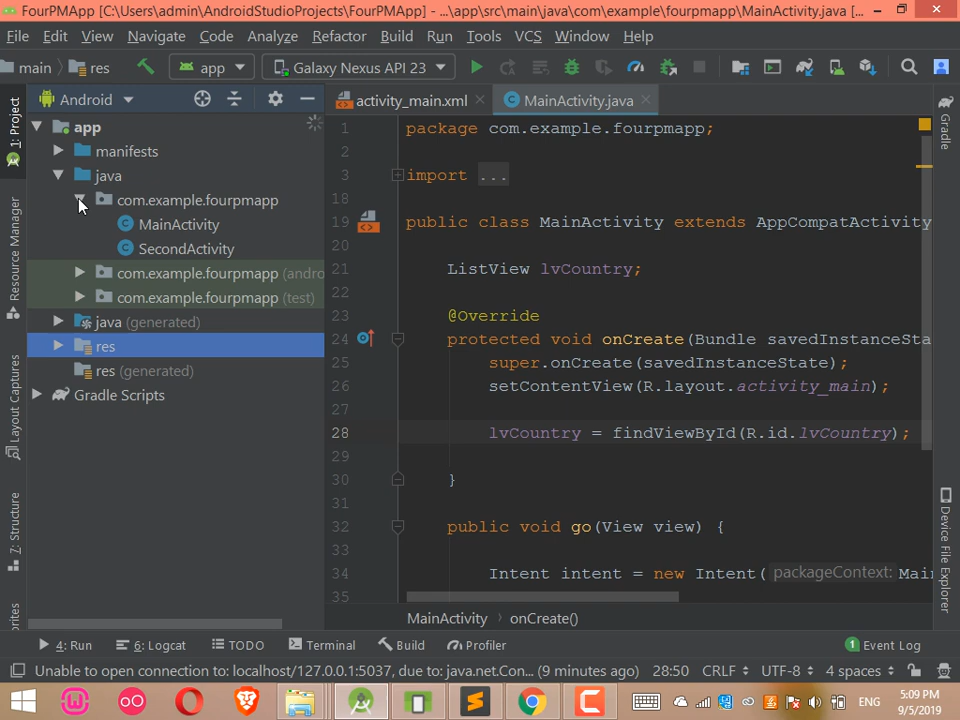 FourPMApp [C:\Users\admin\AndroidStudioProjects\FourPMApp] - ...\app\src\main\java\com\example\fourpmapp\MainActivity.java [...
File Edit View Navigate Code Analyze Refactor Build Run Tools VCS Window Help
main res app Galaxy Nexus API 23
1: Project
Resource Manager
Layout Captures
7: Structure
Android
app
manifests
java
com.example.fourpmapp
MainActivity
SecondActivity
com.example.fourpmapp (andro
com.example.fourpmapp (test)
java (generated)
res
res (generated)
Gradle Scripts
activity_main.xml MainActivity.java
1 package com.example.fourpmapp;
2
3 import ...
18
19 public class MainActivity extends AppCompatActivity
20
21 ListView lvCountry;
22
23 @Override
24 protected void onCreate(Bundle savedInstanceSta
25 super.onCreate(savedInstanceState);
26 setContentView(R.layout.activity_main);
27
28 lvCountry = findViewById(R.id.lvCountry);
29
30 }
31
32 public void go(View view) {
33
34 Intent intent = new Intent( packageContext: Main
35
MainActivity > onCreate()
Gradle
Device File Explorer
4: Run 6: Logcat TODO Terminal Build Profiler 1 Event Log
Unable to open connection to: localhost/127.0.0.1:5037, due to: java.net.Con... (9 minutes ago) 28:50 CRLF UTF-8 4 spaces
ENG 5:09 PM
9/5/2019